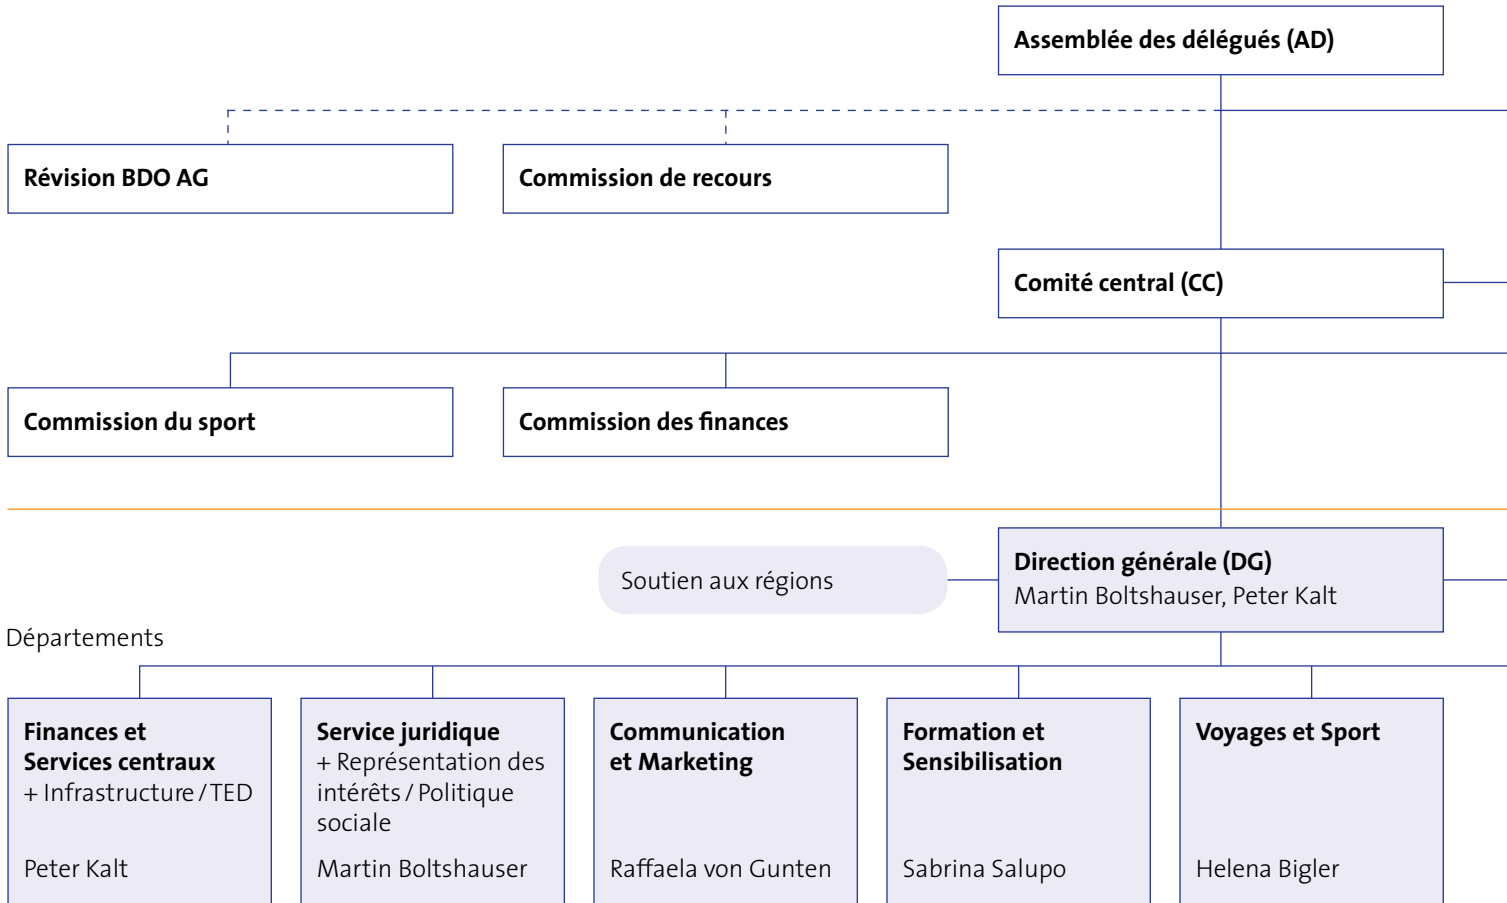 Assemblée des délégués (AD)
Révision BDO AG
Commission de recours
Comité central (CC)
Commission du sport
Commission des finances
Soutien aux régions
Direction générale (DG)
Martin Boltshauser, Peter Kalt
Départements
Finances et
Services centraux
+ Infrastructure / TED
Peter Kalt
Service juridique
+ Représentation des
intérêts / Politique
sociale
Martin Boltshauser
Communication
et Marketing
Raffaela von Gunten
Formation et
Sensibilisation
Sabrina Salupo
Voyages et Sport
Helena Bigler